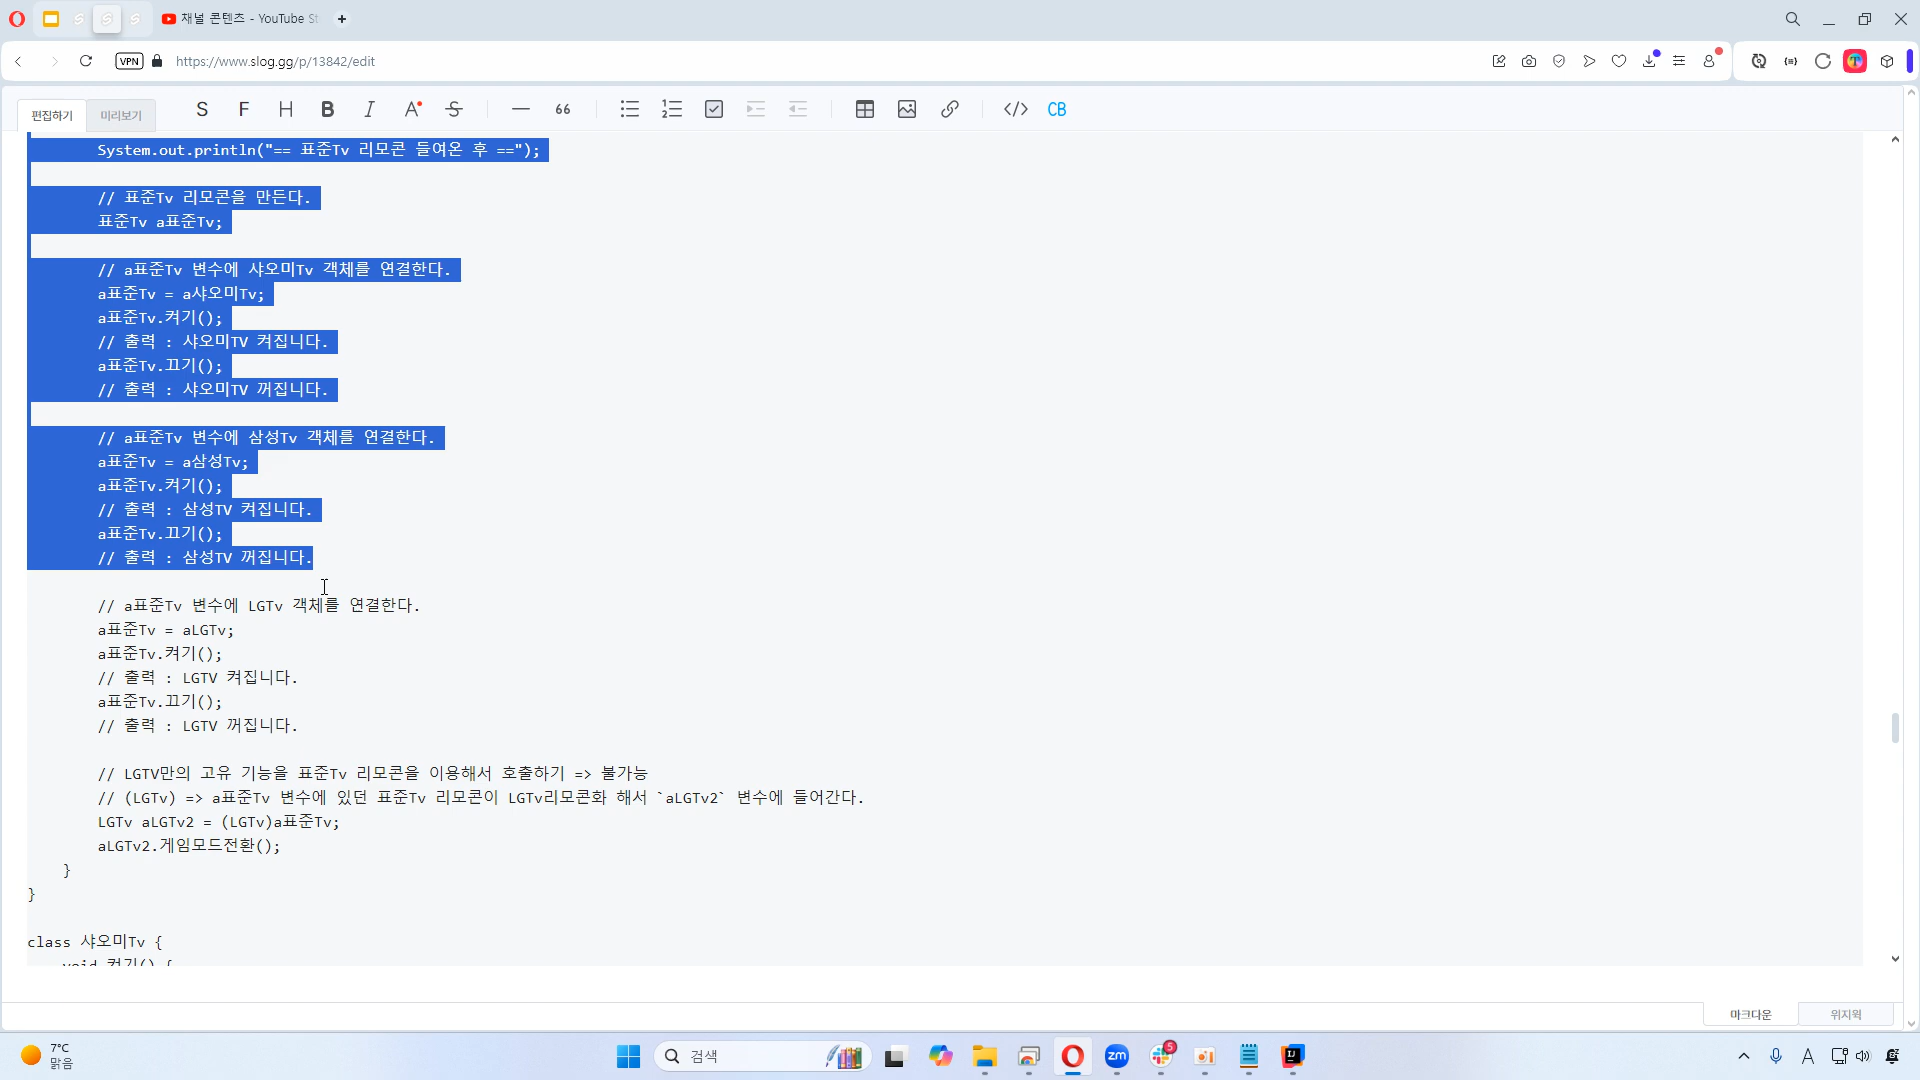 채널 콘텐츠 - YouTube St
VPN
https://www.slog.gg/p/13842/edit
편집하기
미리보기
S F H B I A S
66
CB
System.out.println("== 표준Tv 리모콘 들여온 후 ==");
// 표준Tv 리모콘을 만든다.
표준Tv a표준Tv;
// a표준Tv 변수에 샤오미Tv 객체를 연결한다.
a표준Tv = a샤오미Tv;
a표준Tv.켜기();
// 출력 : 샤오미TV 켜집니다.
a표준Tv.끄기();
// 출력 : 샤오미TV 꺼집니다.
// a표준Tv 변수에 삼성Tv 객체를 연결한다.
a표준Tv = a삼성Tv;
a표준Tv.켜기();
// 출력 : 삼성TV 켜집니다.
a표준Tv.끄기();
// 출력 : 삼성TV 꺼집니다.
// a표준Tv 변수에 LGTv 객체를 연결한다.
a표준Tv = aLGTv;
a표준Tv.켜기();
// 출력 : LGTV 켜집니다.
a표준Tv.끄기();
// 출력 : LGTV 꺼집니다.
// LGTV만의 고유 기능을 표준Tv 리모콘을 이용해서 호출하기 => 불가능
// (LGTv) => a표준Tv 변수에 있던 표준Tv 리모콘이 LGTv리모콘화 해서 `aLGTv2` 변수에 들어간다.
LGTv aLGTv2 = (LGTv)a표준Tv;
aLGTv2.게임모드전환();
}
}
class 샤오미Tv {
void 켜기() {
마크다운
위지윅
7°C
맑음
검색
zm
5
A